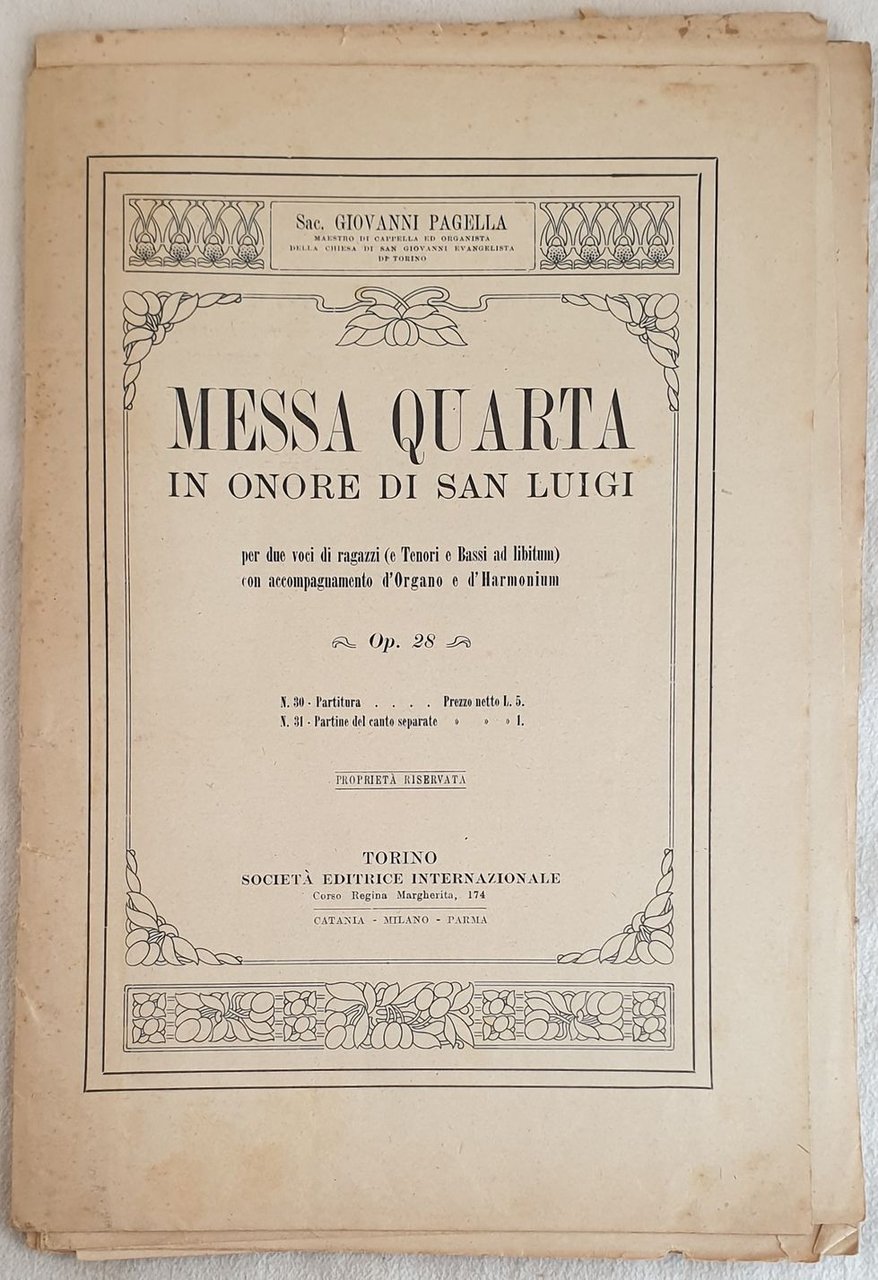 Sac. GIOVANNI PAGELLA
MAESTRO DI CAPPELLA ED ORGANISTA
DELLA CHIESA DI SAN GIOVANNI EVANGELISTA
DI TORINO
MESSA QUARTA
IN ONORE DI SAN LUIGI
per due voci di ragazzi (e Tenori e Bassi ad libitum)
con accompagnamento d'Organo e d'Harmonium
Op. 28
N. 30 - Partitura . . . . Prezzo netto L. 5.
N. 31 - Partine del canto separate » » » 1.
PROPRIETÀ RISERVATA
TORINO
SOCIETÀ EDITRICE INTERNAZIONALE
Corso Regina Margherita, 174
CATANIA - MILANO - PARMA